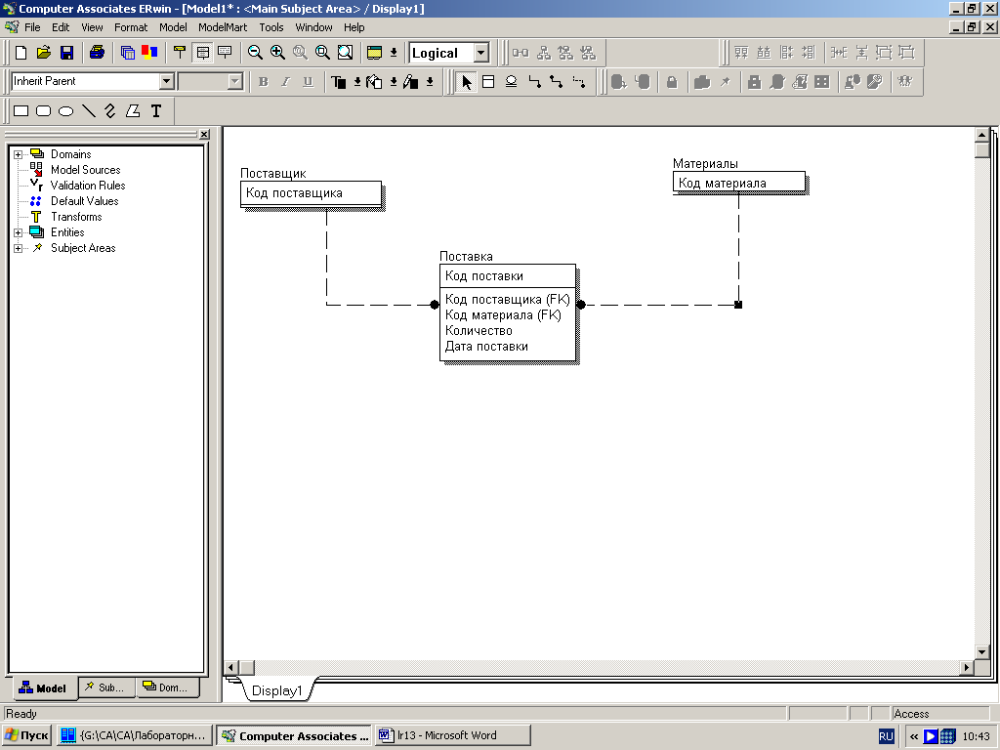 Computer Associates ERwin - [Model1* : <Main Subject Area> / Display1]
File Edit View Format Model ModelMart Tools Window Help
Logical
Inherit Parent
B I U
T
Domains
Model Sources
Validation Rules
Default Values
Transforms
Entities
Subject Areas
Поставщик
Код поставщика
Материалы
Код материала
Поставка
Код поставки
Код поставщика (FK)
Код материала (FK)
Количество
Дата поставки
Model Sub... Dom...
Display1
Ready Access
Пуск {G:\CA\CA\Лабораторн... Computer Associates ... lr13 - Microsoft Word RU « 10:43